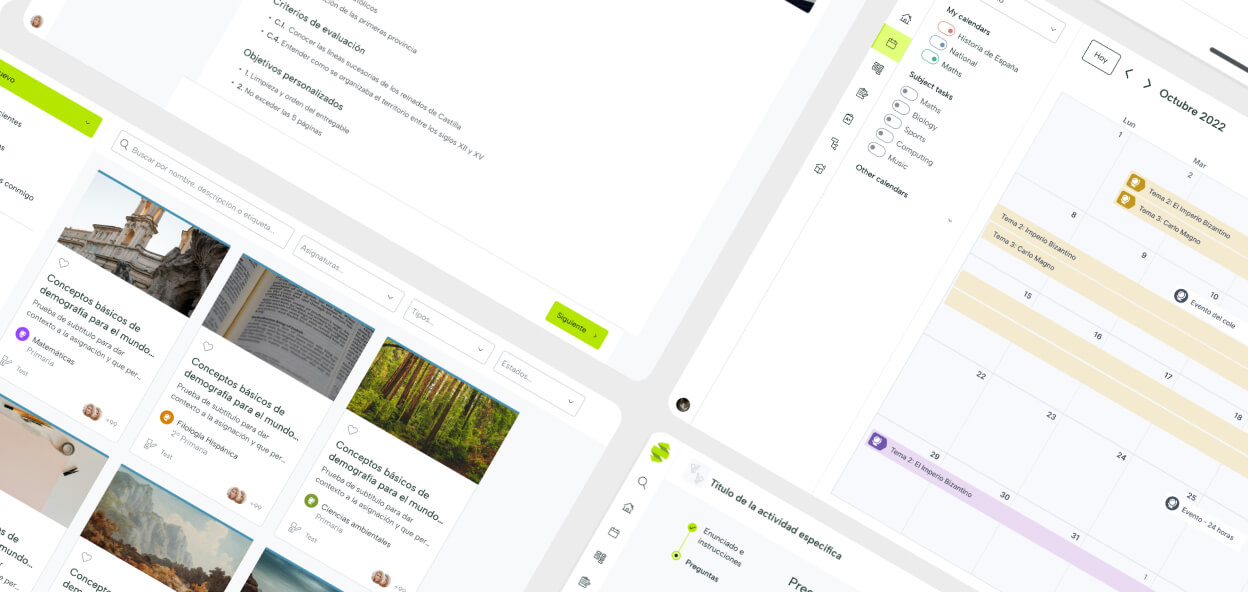 de las primeras provincia
Criterios de evaluación
C.1. Conocer las líneas sucesorias de los reinados de Castilla
C.4. Entender como se organizaba el territorio entre los siglos XII y XV
Objetivos personalizados
1. Limpieza y orden del entregable
2. No exceder las 5 páginas
Siguiente
conmigo
Buscar por nombre, descripción o etiqueta...
Asignaturas...
Tipos...
Estados...
Conceptos básicos de
demografía para el mundo...
Prueba de subtítulo para dar
contexto a la asignación y que per...
Matemáticas
Primaria
Test
+99
Conceptos básicos de
demografía para el mundo...
Prueba de subtítulo para dar
contexto a la asignación y que per...
Filología Hispánica
2º Primaria
Test
+99
Conceptos básicos de
demografía para el mundo...
Prueba de subtítulo para dar
contexto a la asignación y que per...
Ciencias ambientales
Primaria
Test
+99
Conceptos básicos de
My calendars
Historia de España
National
Maths
Subject tasks
Maths
Biology
Sports
Computing
Music
Other calendars
Hoy
Octubre 2022
Lun
Mar
1
2
Tema 2: El Imperio Bizantino
Tema 3: Carlo Magno
8
9
10
Tema 2: Imperio Bizantino
Tema 3: Carlo Magno
Evento del cole
15
16
17
18
22
23
24
25
Evento - 24 horas
29
30
31
1
Tema 2: El Imperio Bizantino
Título de la actividad específica
Enunciado e
instrucciones
Preguntas